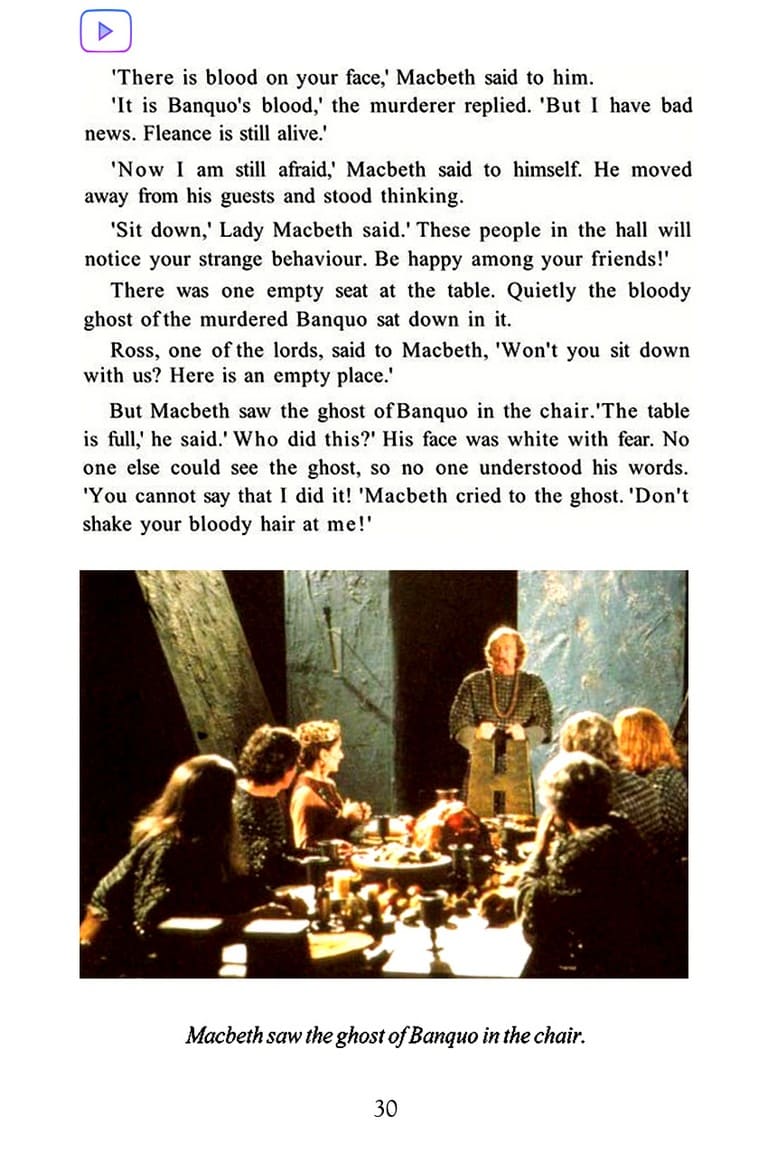 'There is blood on your face,' Macbeth said to him.
'It is Banquo's blood,' the murderer replied. 'But I have bad
news. Fleance is still alive.'
'Now I am still afraid,' Macbeth said to himself. He moved
away from his guests and stood thinking.
'Sit down,' Lady Macbeth said.' These people in the hall will
notice your strange behaviour. Be happy among your friends!'
There was one empty seat at the table. Quietly the bloody
ghost of the murdered Banquo sat down in it.
Ross, one of the lords, said to Macbeth, 'Won't you sit down
with us? Here is an empty place.'
But Macbeth saw the ghost of Banquo in the chair.'The table
is full,' he said.' Who did this?' His face was white with fear. No
one else could see the ghost, so no one understood his words.
'You cannot say that I did it! 'Macbeth cried to the ghost. 'Don't
shake your bloody hair at me!'
Macbeth saw the ghost of Banquo in the chair.
30